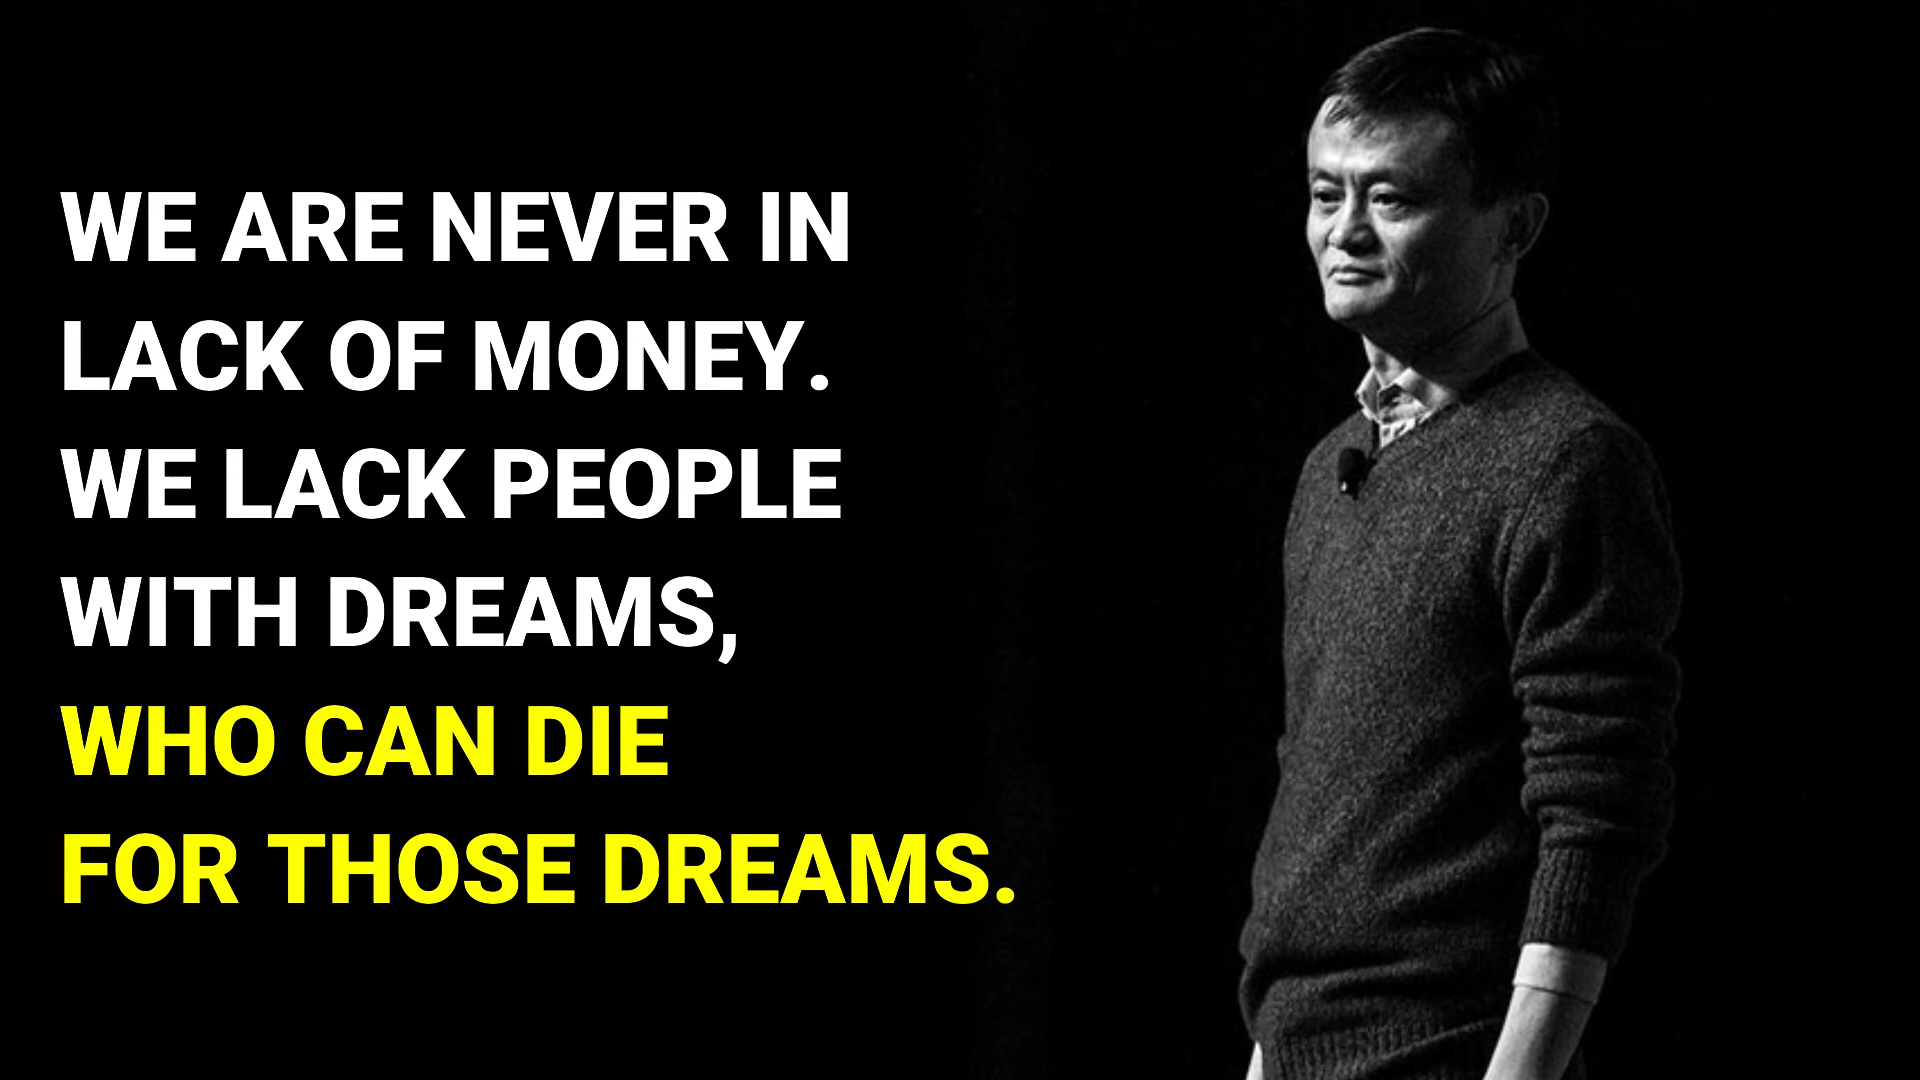 WE ARE NEVER IN
LACK OF MONEY.
WE LACK PEOPLE
WITH DREAMS,
WHO CAN DIE
FOR THOSE DREAMS.